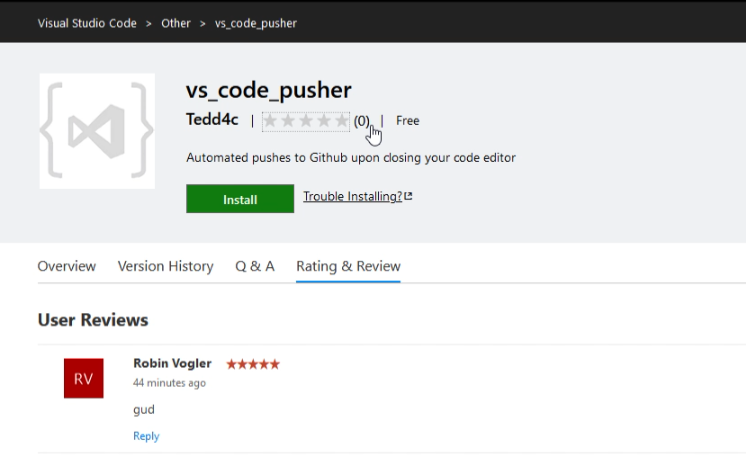 Visual Studio Code > Other > vs_code_pusher
vs_code_pusher
Tedd4c | (0) | Free
Automated pushes to Github upon closing your code editor
Install Trouble Installing?
Overview Version History Q & A Rating & Review
User Reviews
Robin Vogler
RV
44 minutes ago
gud
Reply